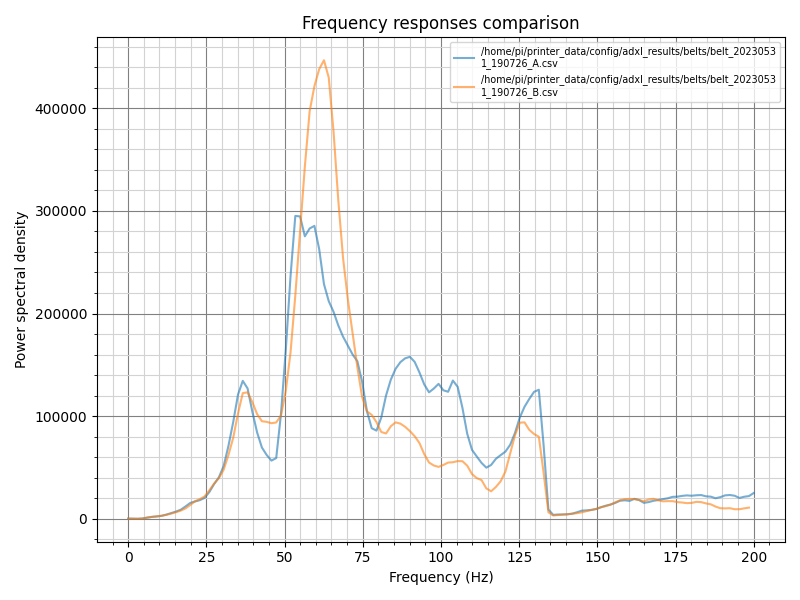 Frequency responses comparison
/home/pi/printer_data/config/adxl_results/belts/belt_2023053
1_190726_A.csv
/home/pi/printer_data/config/adxl_results/belts/belt_2023053
1_190726_B.csv
Power spectral density
400000
300000
200000
100000
0
0 25 50 75 100 125 150 175 200
Frequency (Hz)